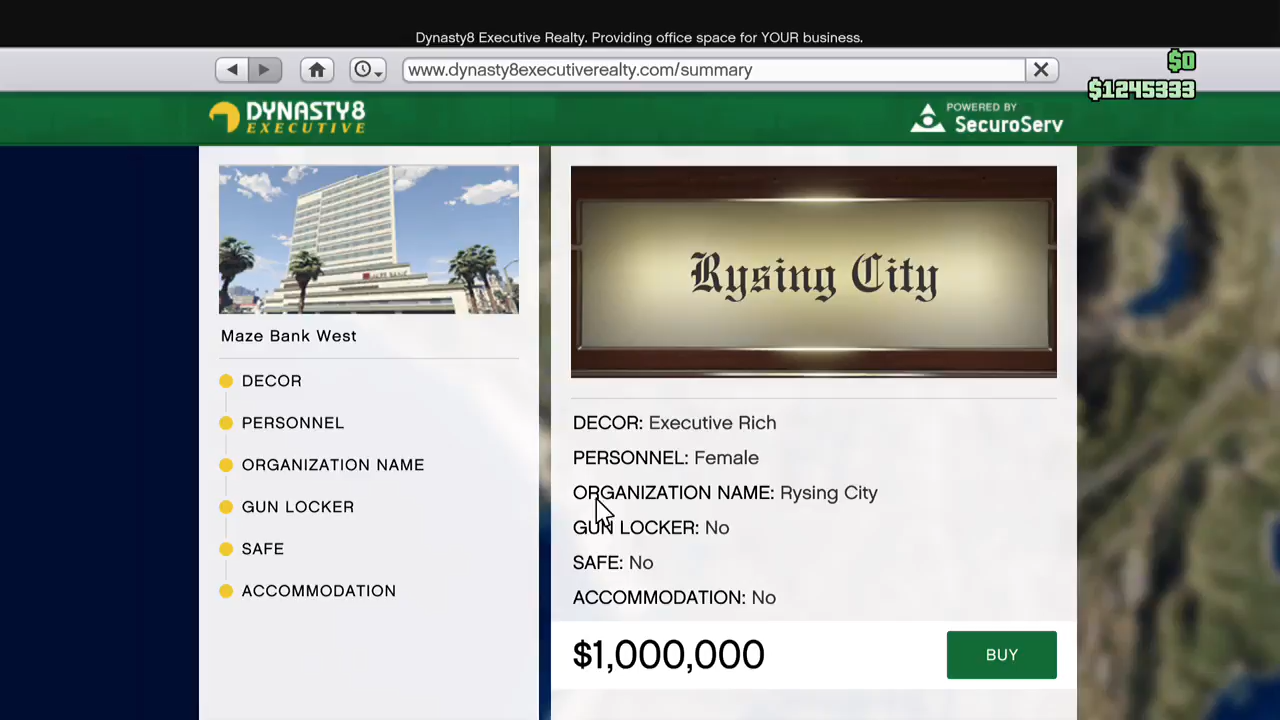 Dynasty8 Executive Realty. Providing office space for YOUR business.
www.dynasty8executiverealty.com/summary
$0
$1245333
DYNASTY8
EXECUTIVE
POWERED BY
SecuroServ
MAZE BANK
Maze Bank West
DECOR
PERSONNEL
ORGANIZATION NAME
GUN LOCKER
SAFE
ACCOMMODATION
Rysing City
DECOR: Executive Rich
PERSONNEL: Female
ORGANIZATION NAME: Rysing City
GUN LOCKER: No
SAFE: No
ACCOMMODATION: No
$1,000,000
BUY